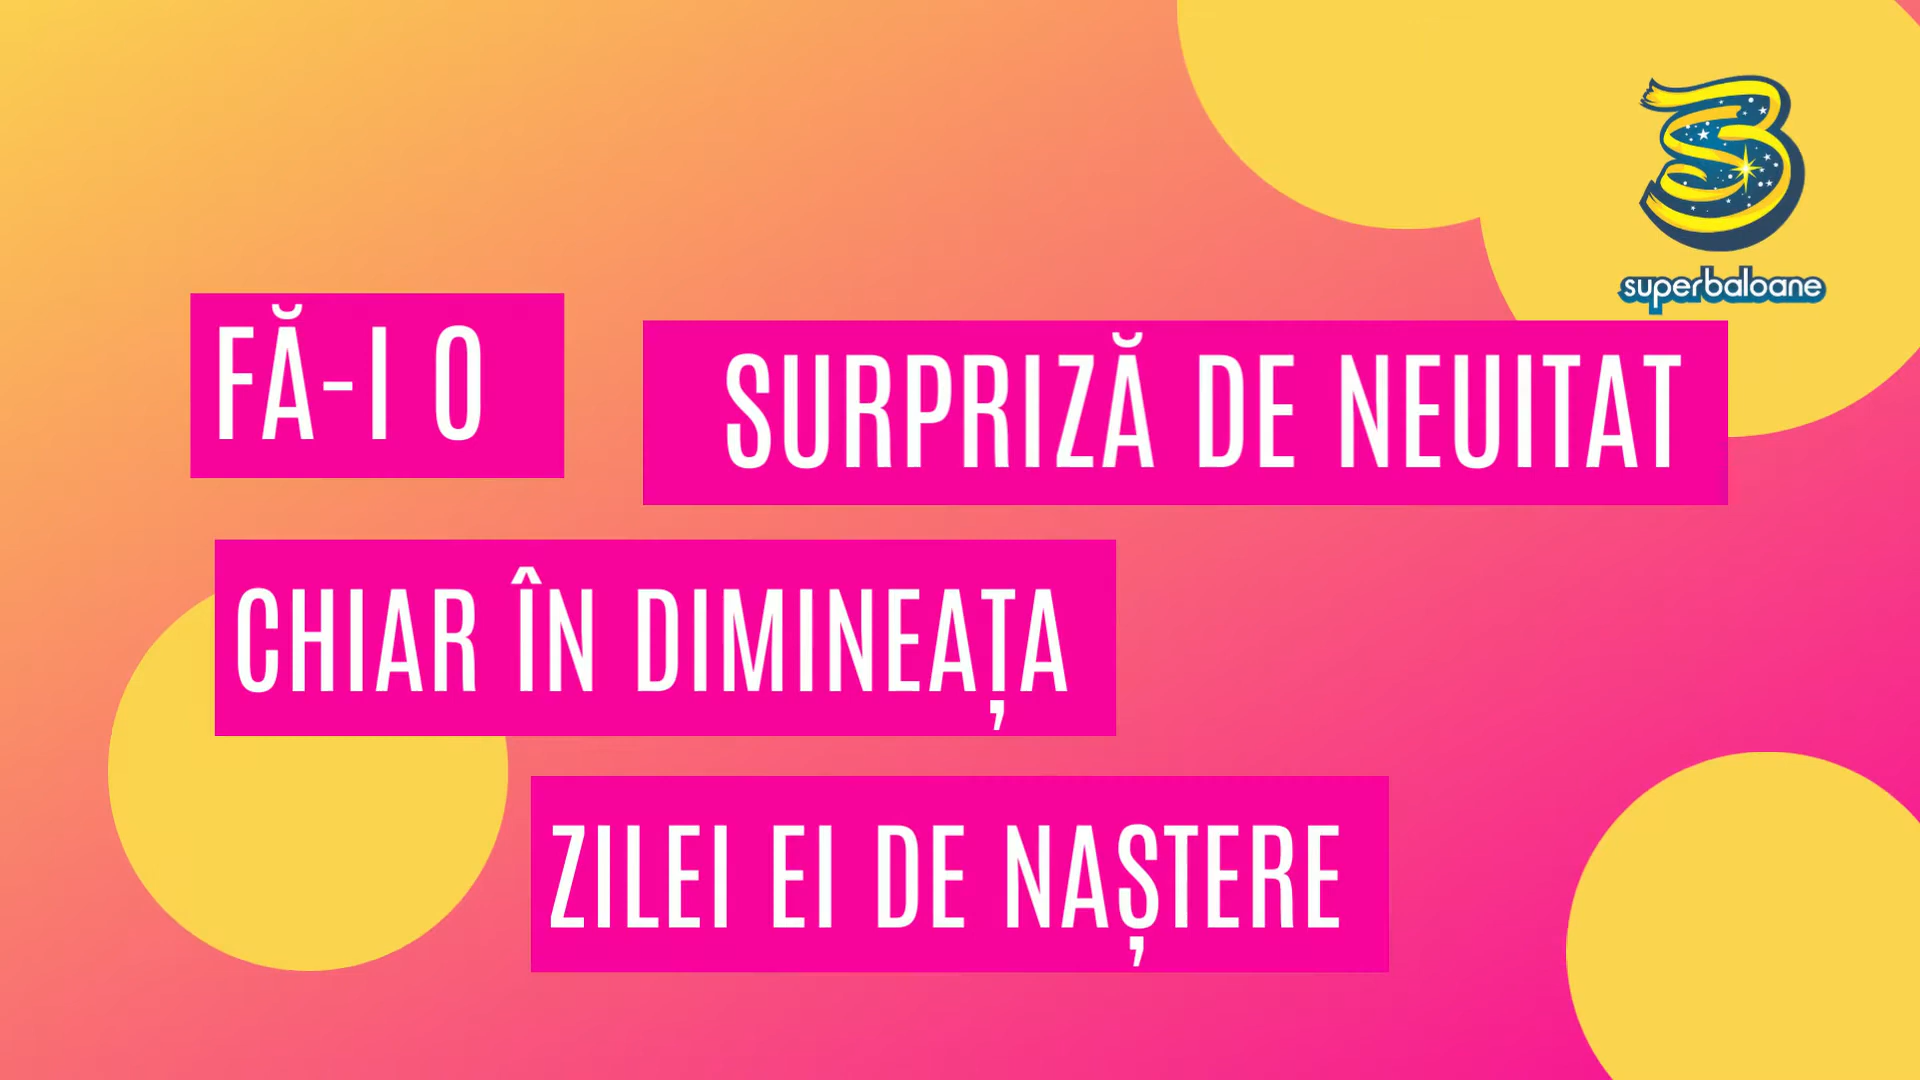 superbaloane
FĂ-I O SURPRIZĂ DE NEUITAT
CHIAR ÎN DIMINEAȚA
ZILEI EI DE NAȘTERE